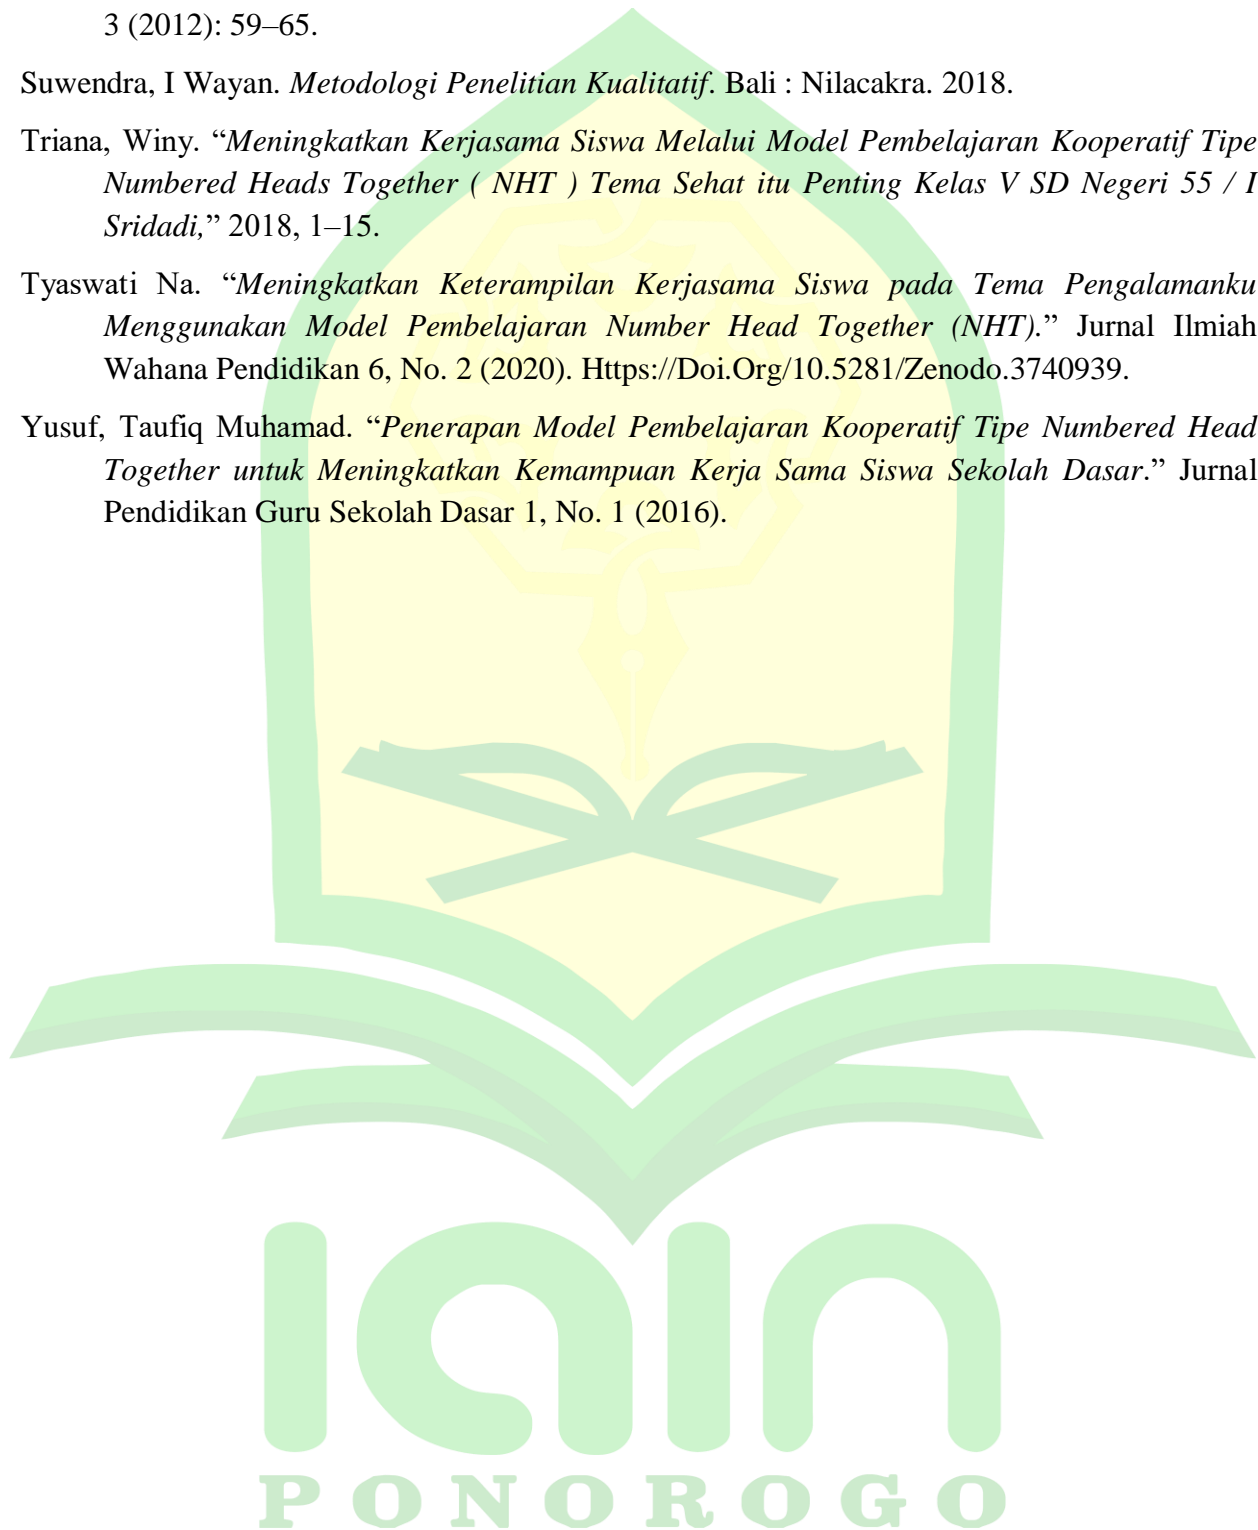 3 (2012): 59–65.
Suwendra, I Wayan. Metodologi Penelitian Kualitatif. Bali : Nilacakra. 2018.
Triana, Winy. “Meningkatkan Kerjasama Siswa Melalui Model Pembelajaran Kooperatif Tipe
Numbered Heads Together ( NHT ) Tema Sehat itu Penting Kelas V SD Negeri 55 / I
Sridadi,” 2018, 1–15.
Tyaswati Na. “Meningkatkan Keterampilan Kerjasama Siswa pada Tema Pengalamanku
Menggunakan Model Pembelajaran Number Head Together (NHT).” Jurnal Ilmiah
Wahana Pendidikan 6, No. 2 (2020). Https://Doi.Org/10.5281/Zenodo.3740939.
Yusuf, Taufiq Muhamad. “Penerapan Model Pembelajaran Kooperatif Tipe Numbered Head
Together untuk Meningkatkan Kemampuan Kerja Sama Siswa Sekolah Dasar.” Jurnal
Pendidikan Guru Sekolah Dasar 1, No. 1 (2016).
iain
PONOROGO